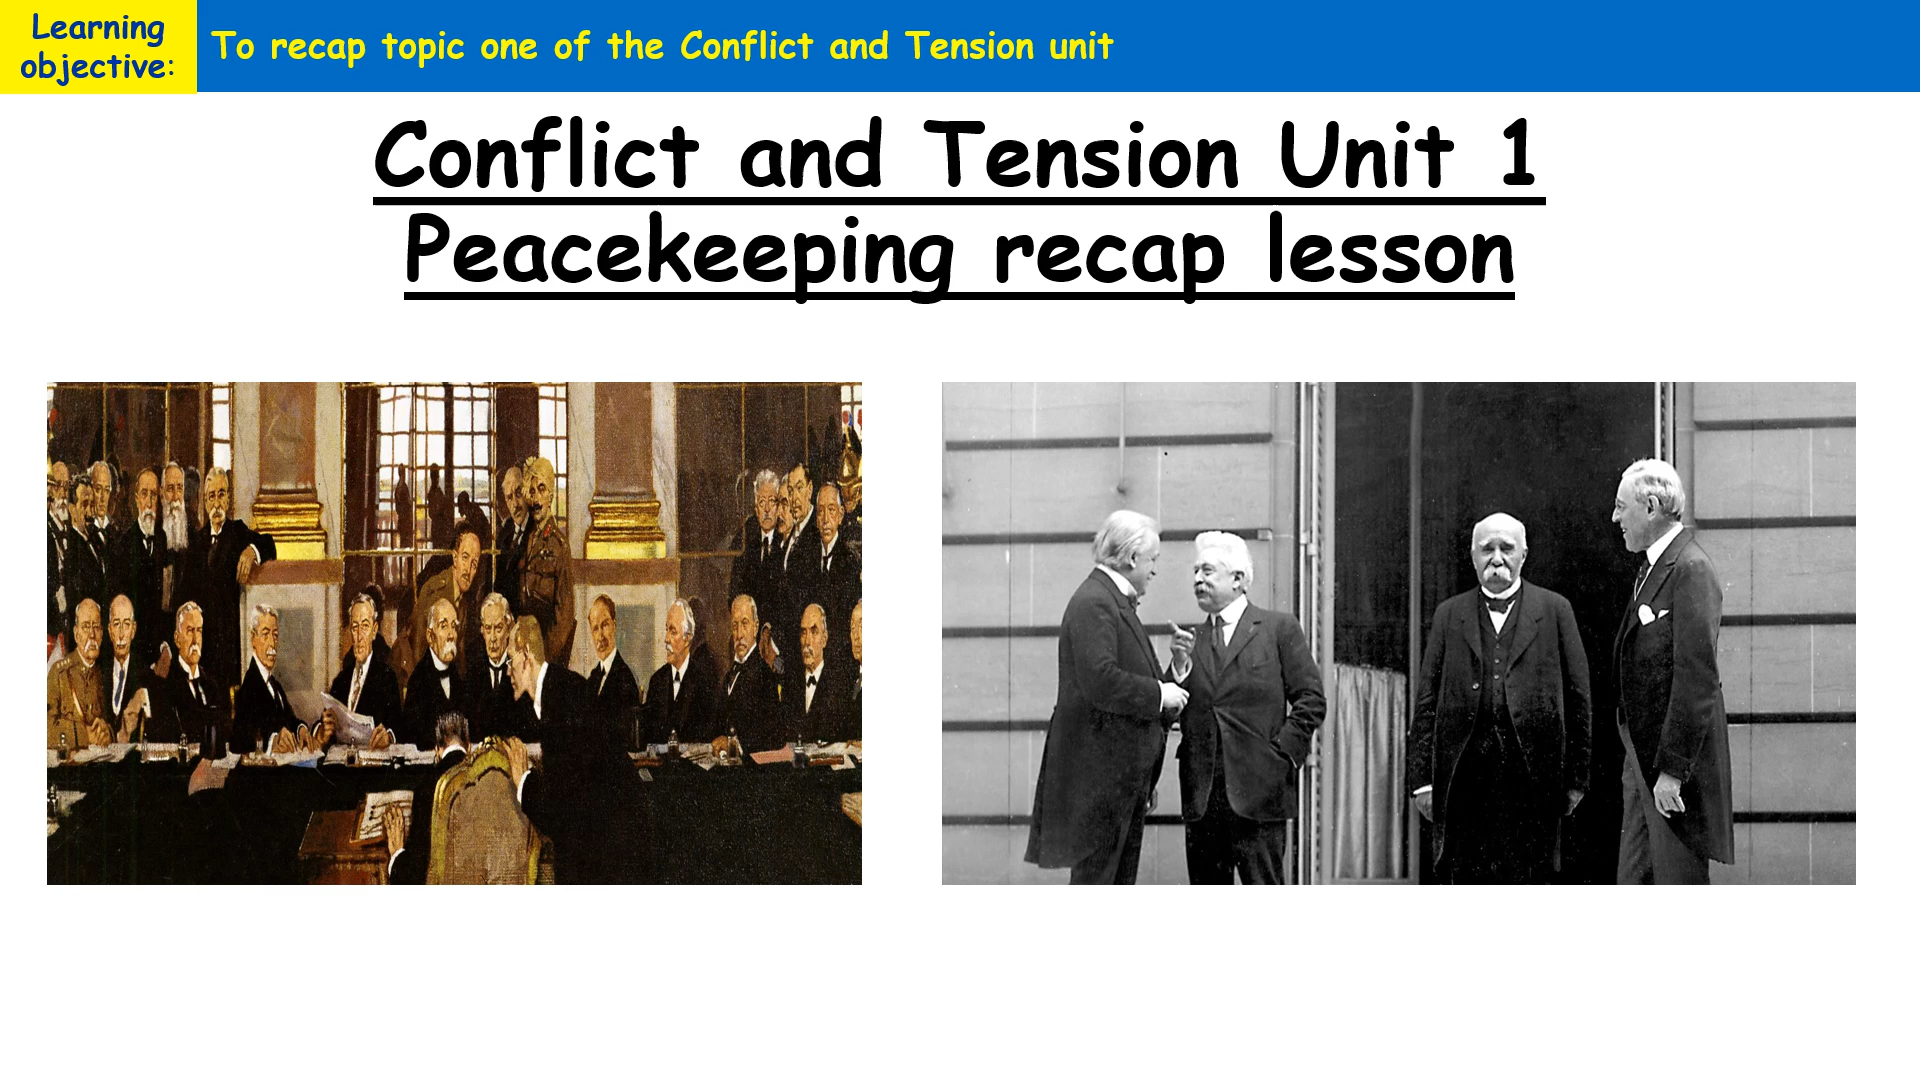 Learning
objective:
To recap topic one of the Conflict and Tension unit
Conflict and Tension Unit 1
Peacekeeping recap lesson